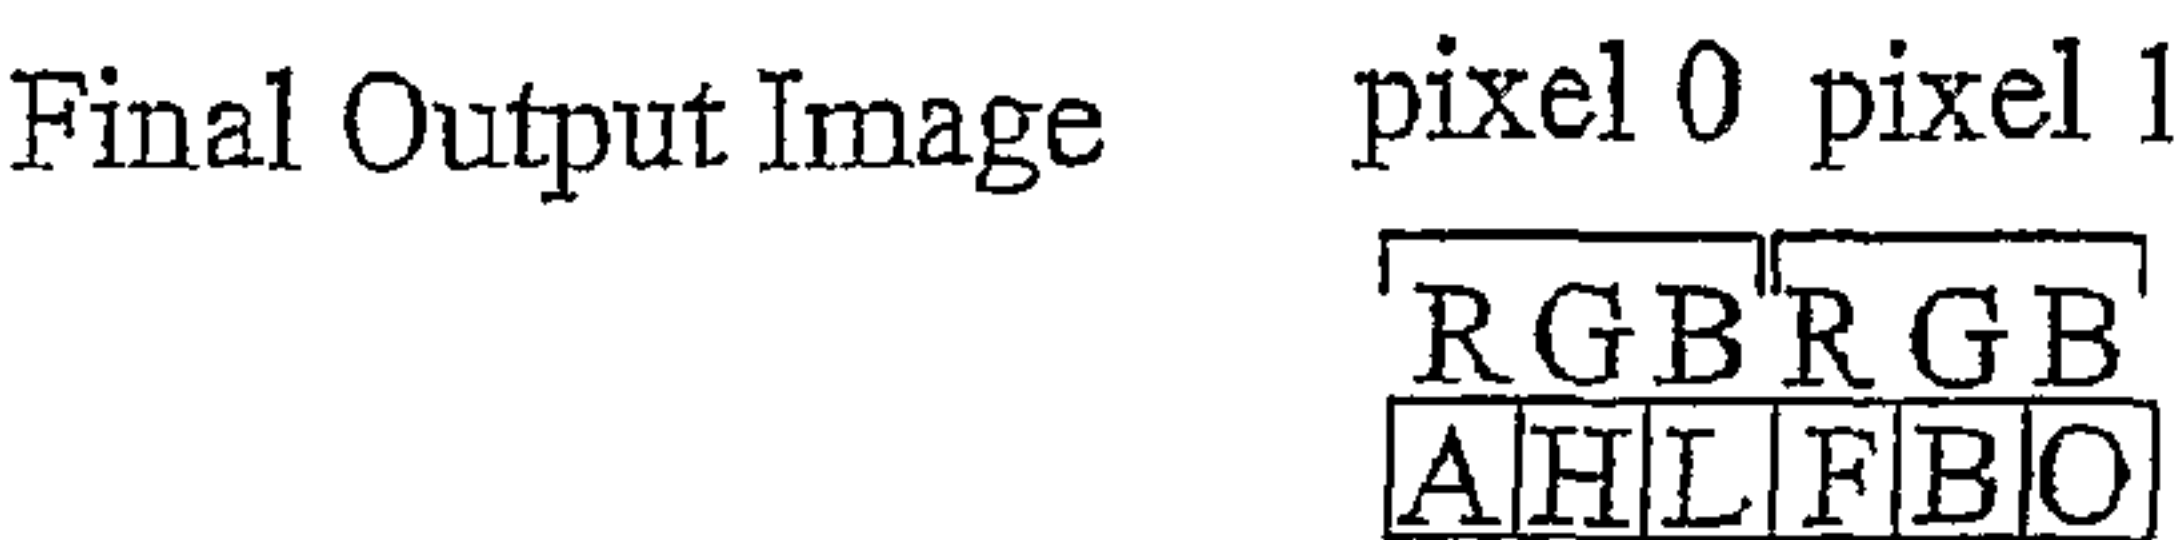 Final Output Image pixel 0 pixel 1
R G B R G B
A H L F B O